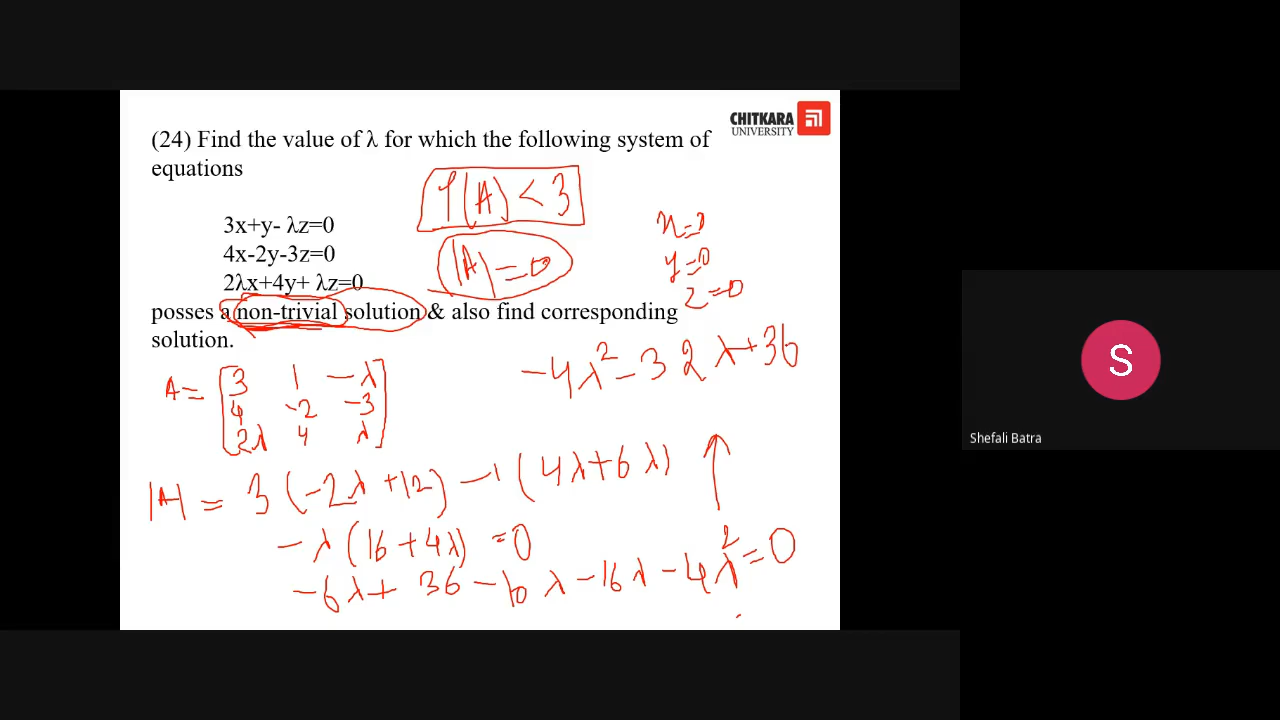 CHITKARA
UNIVERSITY
(24) Find the value of λ for which the following system of
equations
ρ(A) < 3
3x+y- λz=0
4x-2y-3z=0
2λx+4y+ λz=0
|A| = 0
x=0
y=0
z=0
posses a non-trivial solution & also find corresponding
solution.
-4λ² - 32λ + 36
A = [3 1 -λ
4 -2 -3
2λ 4 λ]
|A| = 3(-2λ + 12) - 1(4λ + 6λ)
- λ(16 + 4λ) = 0
-6λ + 36 - 10λ - 16λ - 4λ² = 0
S
Shefali Batra